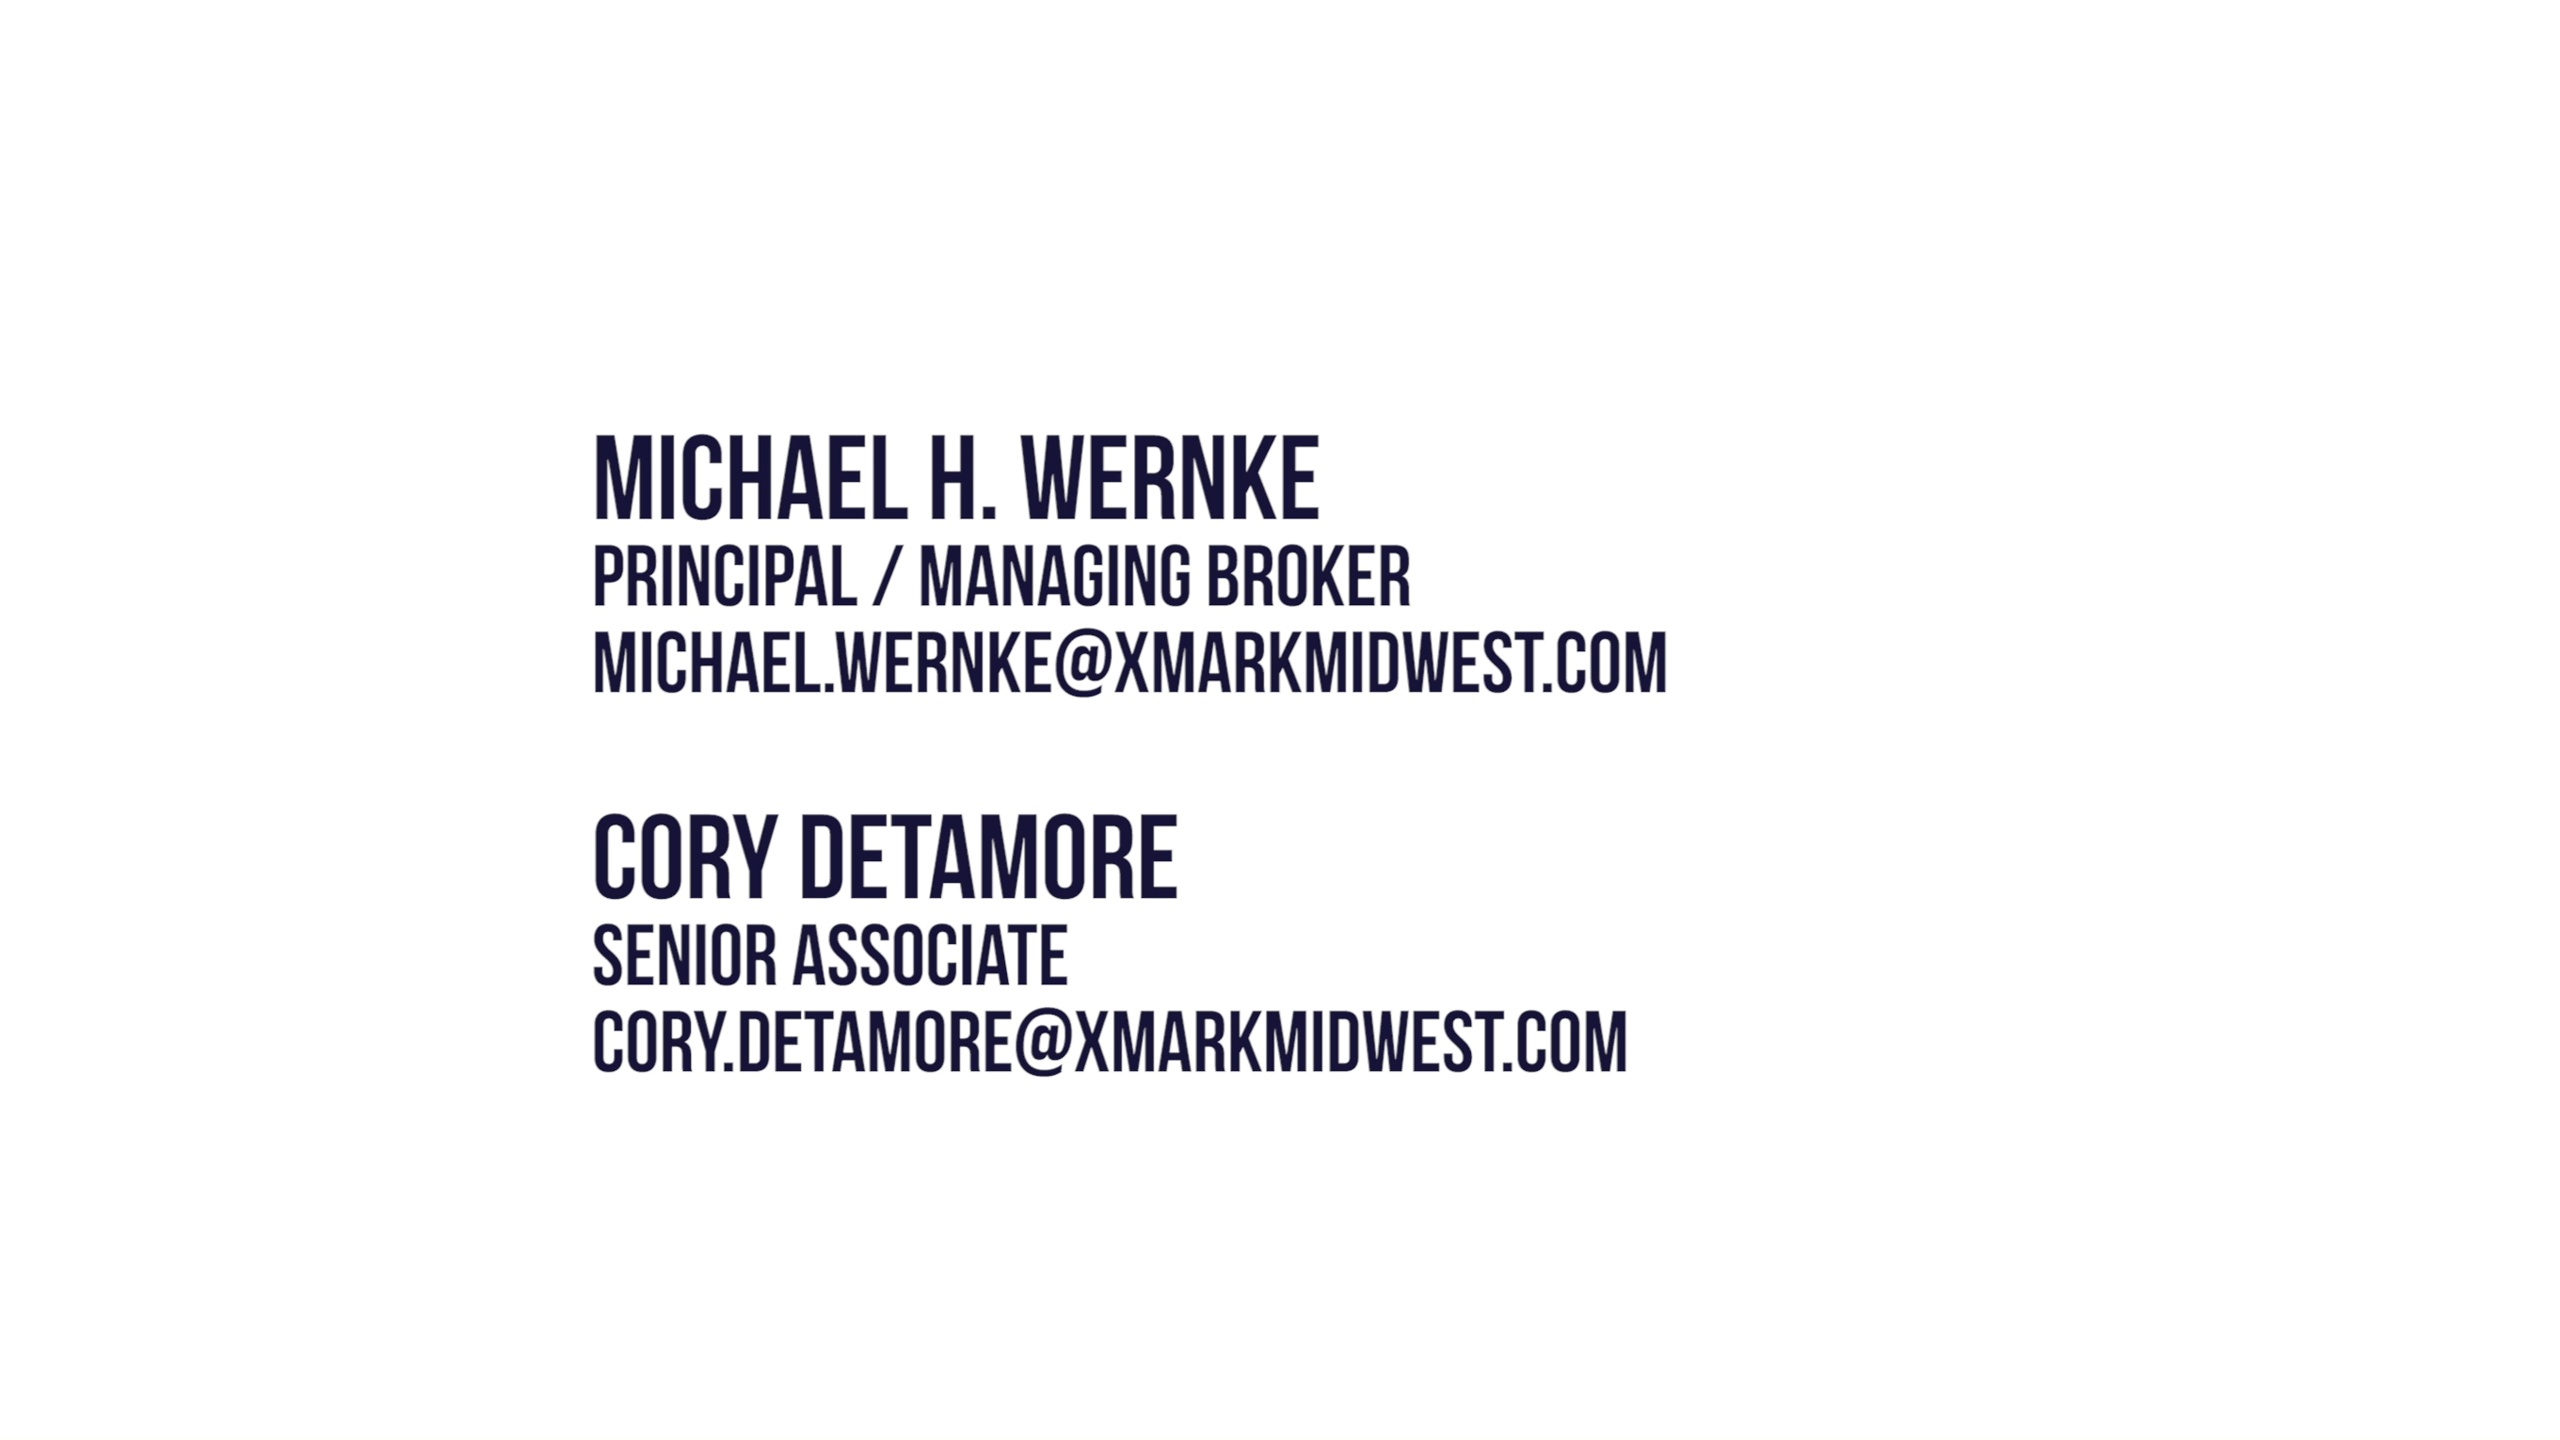 MICHAEL H. WERNKE
PRINCIPAL / MANAGING BROKER
MICHAEL.WERNKE@XMARKMIDWEST.COM
CORY DETAMORE
SENIOR ASSOCIATE
CORY.DETAMORE@XMARKMIDWEST.COM